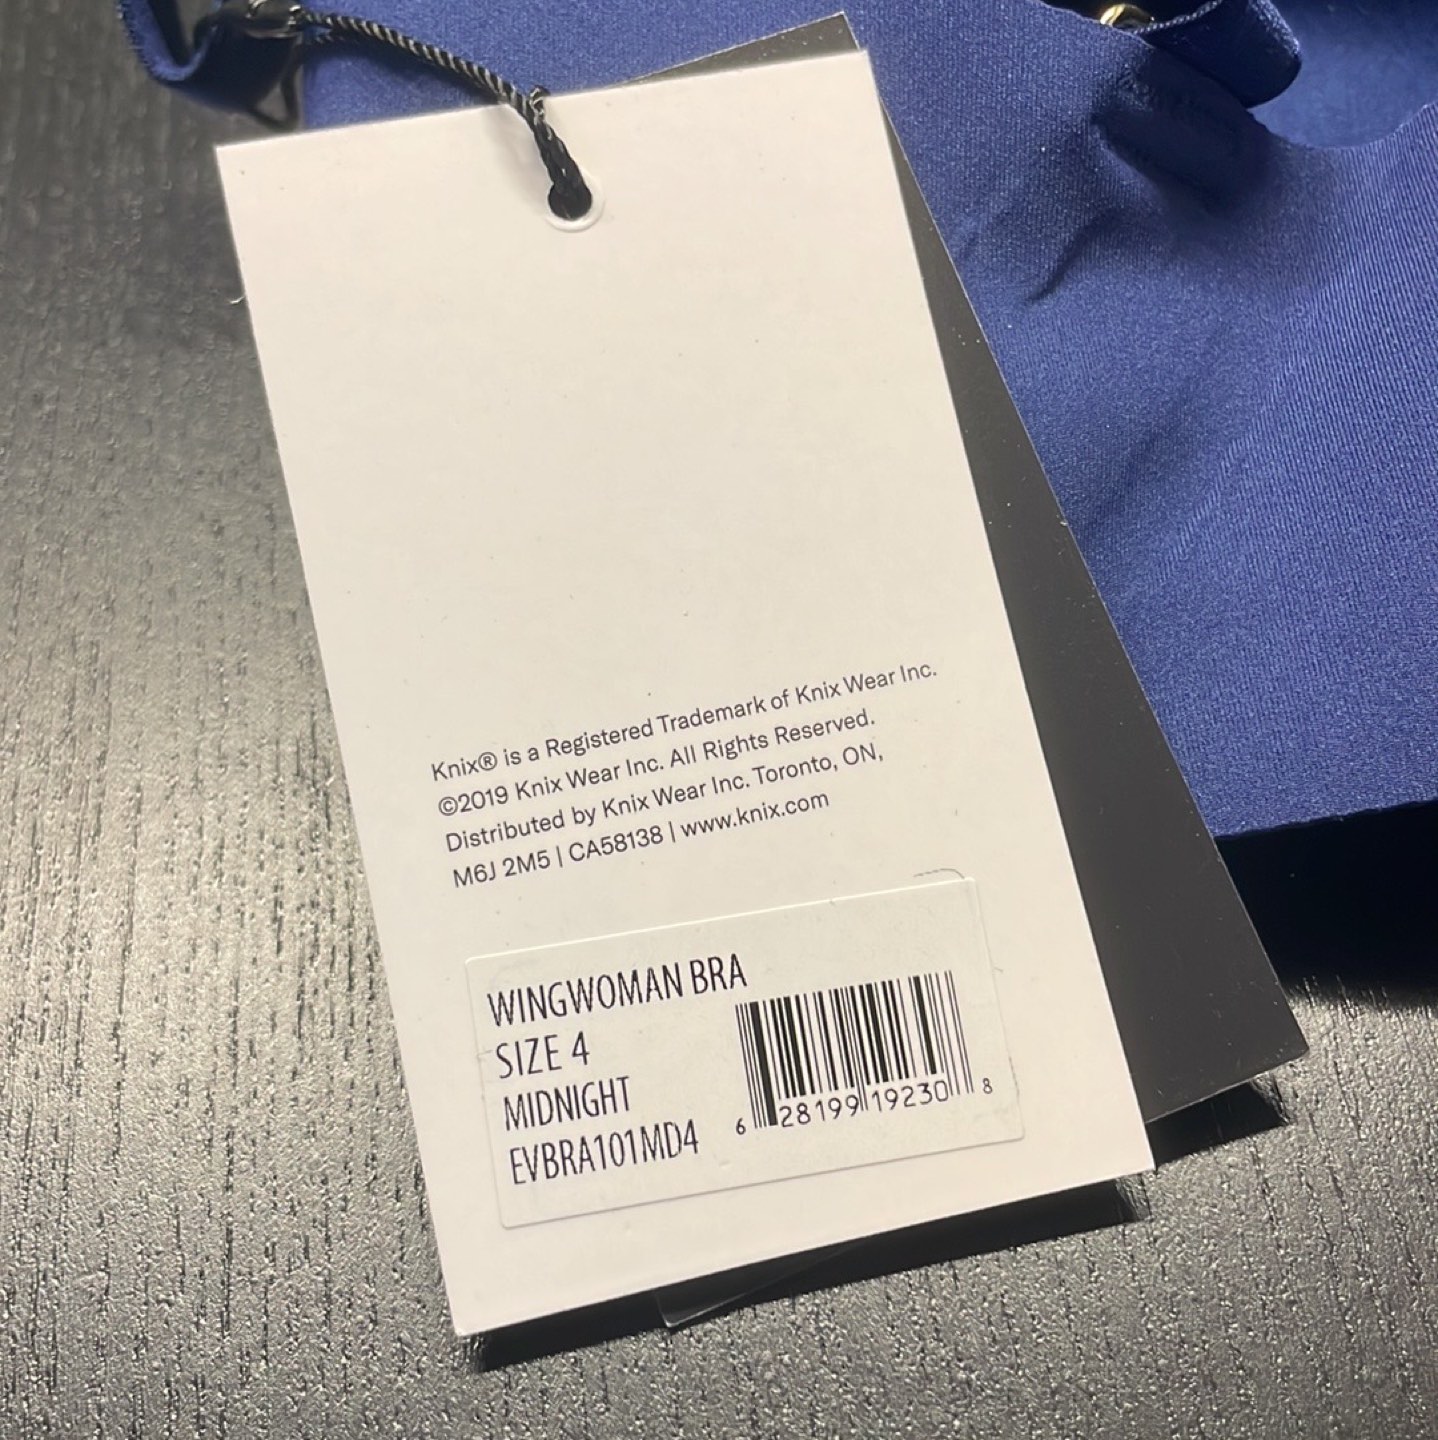 Knix® is a Registered Trademark of Knix Wear Inc.
©2019 Knix Wear Inc. All Rights Reserved.
Distributed by Knix Wear Inc. Toronto, ON,
M6J 2M5 | CA58138 | www.knix.com
WINGWOMAN BRA
SIZE 4
MIDNIGHT
EVBRA101MD4
6 28199 19230 8